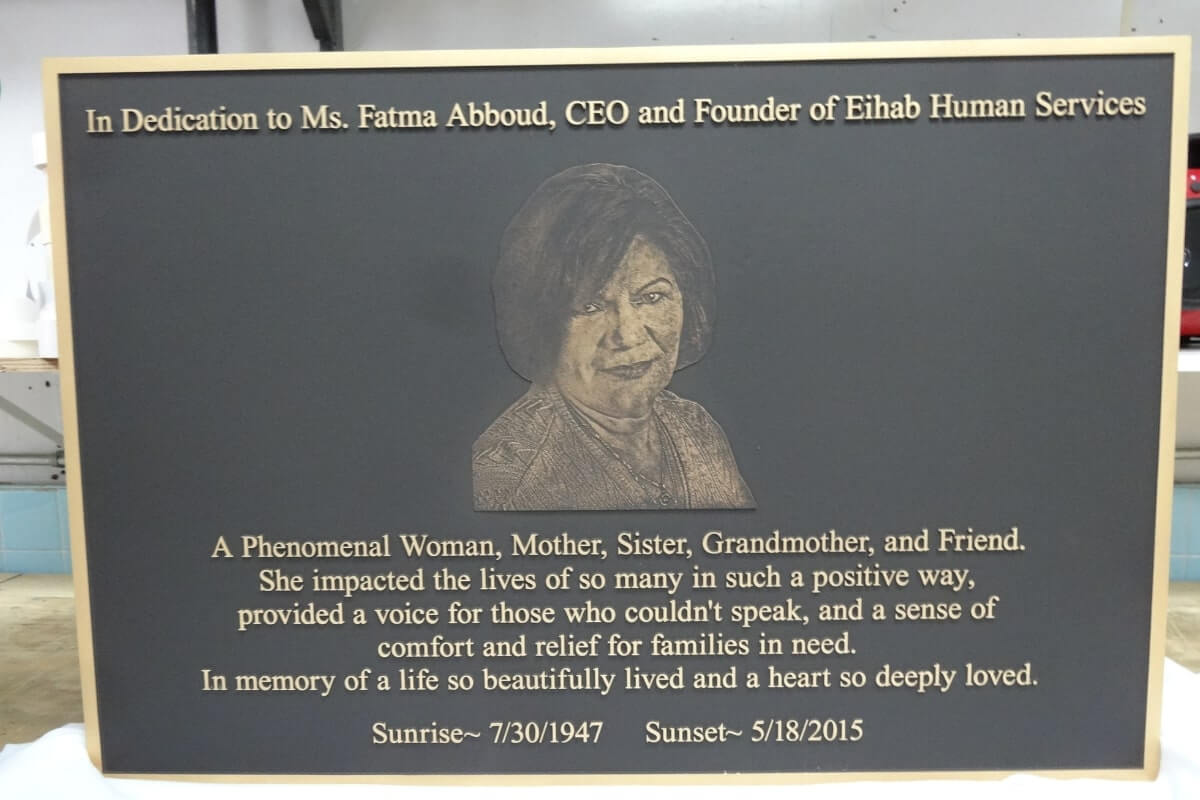 In Dedication to Ms. Fatma Abboud, CEO and Founder of Eihab Human Services
A Phenomenal Woman, Mother, Sister, Grandmother, and Friend.
She impacted the lives of so many in such a positive way,
provided a voice for those who couldn't speak, and a sense of
comfort and relief for families in need.
In memory of a life so beautifully lived and a heart so deeply loved.
Sunrise~ 7/30/1947 Sunset~ 5/18/2015